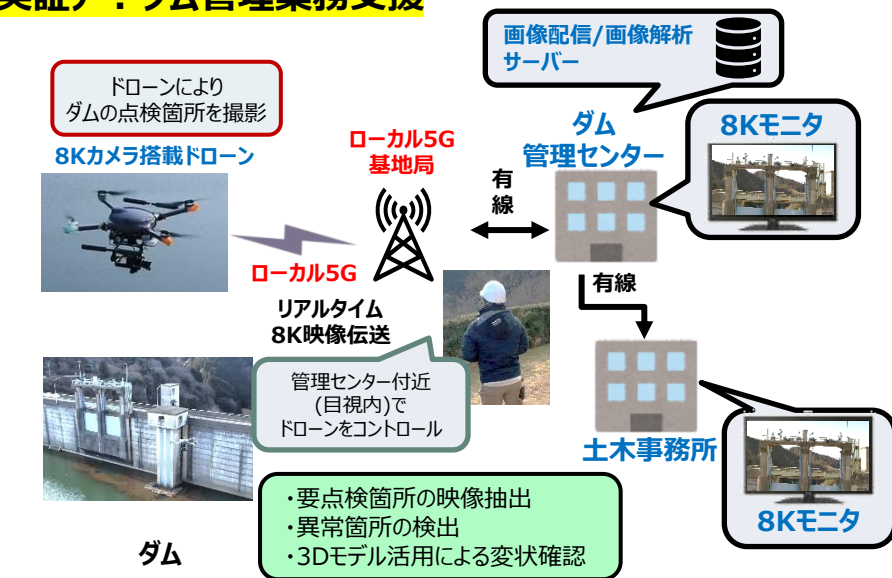 ダム管理業務支援
画像配信/画像解析
サーバー
ドローンにより
ダムの点検箇所を撮影
8Kカメラ搭載ドローン
ローカル5G
基地局
ダム
管理センター
8Kモニタ
有
線
ローカル5G
リアルタイム
8K映像伝送
有線
管理センター付近
(目視内)で
ドローンをコントロール
土木事務所
8Kモニタ
ダム
・要点検箇所の映像抽出
・異常箇所の検出
・3Dモデル活用による変状確認